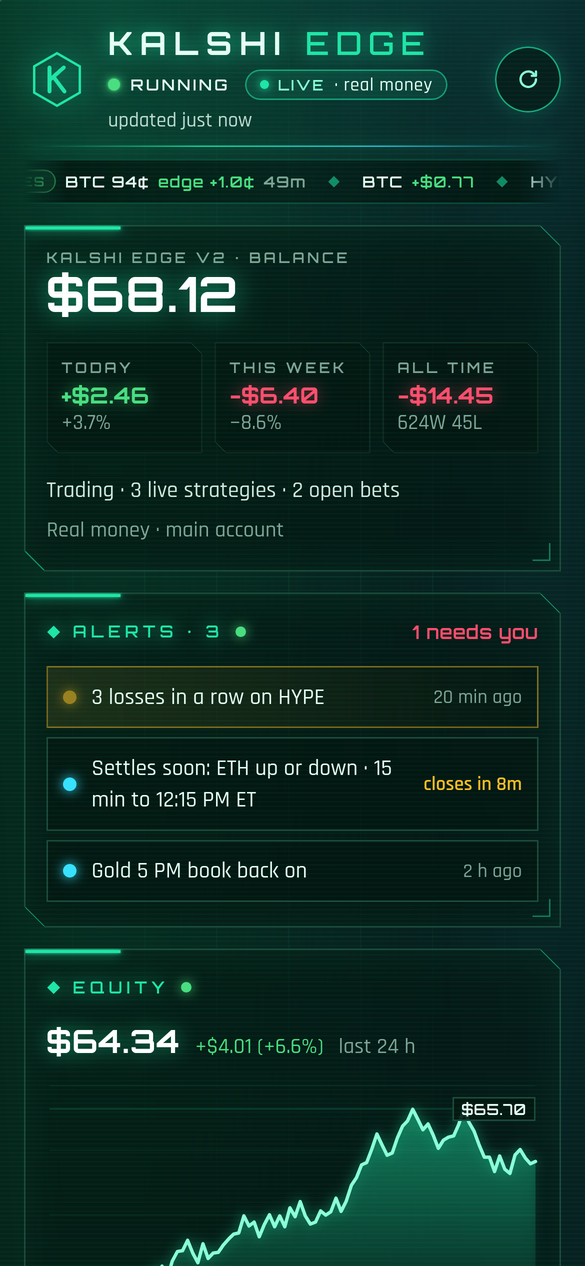 KALSHI EDGE
RUNNING
LIVE · real money
updated just now
ES BTC 94¢ edge +1.0¢ 49m ◆ BTC +$0.77 ◆ HY
KALSHI EDGE V2 · BALANCE
$68.12
TODAY
+$2.46
+3.7%
THIS WEEK
-$6.40
−8.6%
ALL TIME
-$14.45
624W 45L
Trading · 3 live strategies · 2 open bets
Real money · main account
◆ ALERTS · 3
1 needs you
3 losses in a row on HYPE
20 min ago
Settles soon: ETH up or down · 15
min to 12:15 PM ET
closes in 8m
Gold 5 PM book back on
2 h ago
◆ EQUITY
$64.34 +$4.01 (+6.6%) last 24 h
$65.70